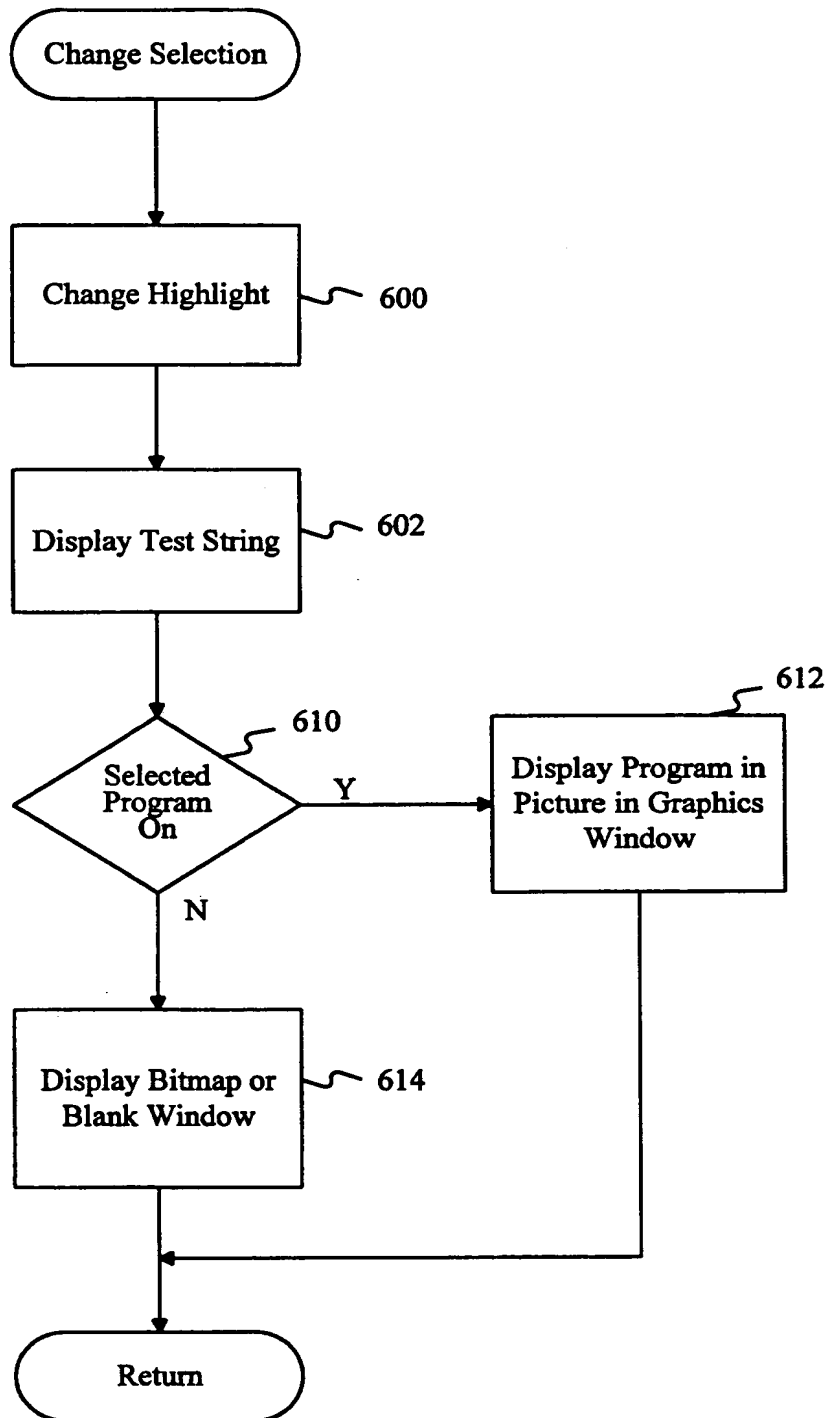 Change Selection
Change Highlight
600
Display Test String
602
612
610
Selected
Program
On
Y
Display Program in
Picture in Graphics
Window
N
Display Bitmap or
Blank Window
614
Return